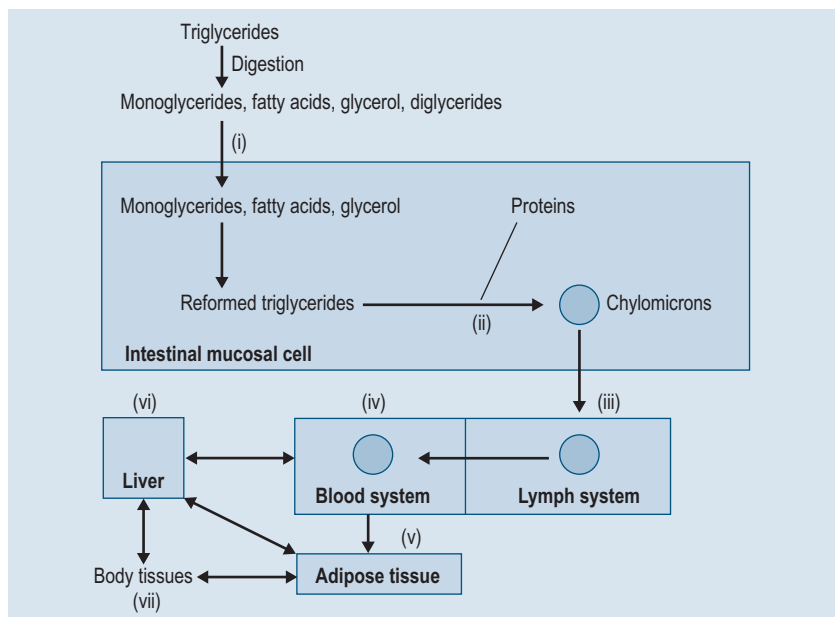 Triglycerides
Digestion
Monoglycerides, fatty acids, glycerol, diglycerides
(i)
Monoglycerides, fatty acids, glycerol
Proteins
Reformed triglycerides
(ii)
Chylomicrons
Intestinal mucosal cell
(vi)
(iv)
(iii)
Liver
Blood system
Lymph system
(v)
Body tissues
(vii)
Adipose tissue